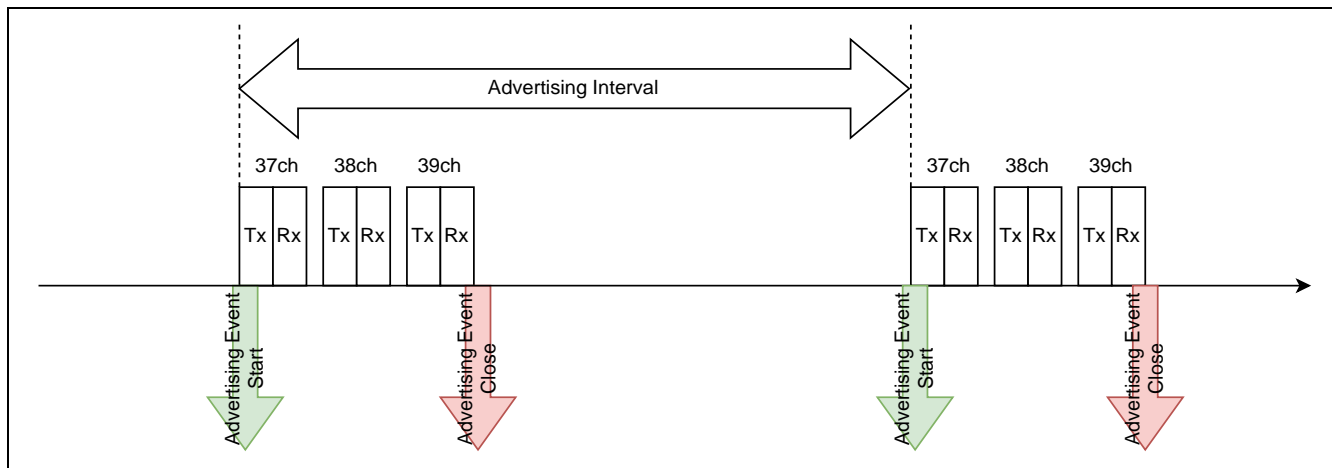 Advertising Interval
37ch
38ch
39ch
37ch
38ch
39ch
Tx
Rx
Tx
Rx
Tx
Rx
Tx
Rx
Tx
Rx
Tx
Rx
Advertising Event
Start
Advertising Event
Close
Advertising Event
Start
Advertising Event
Close